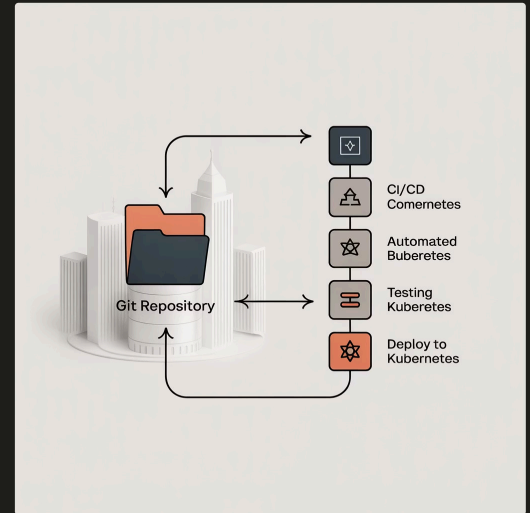 Git Repository
CI/CD
Comernetes
Automated
Buberetes
Testing
Kuberetes
Deploy to
Kubernetes